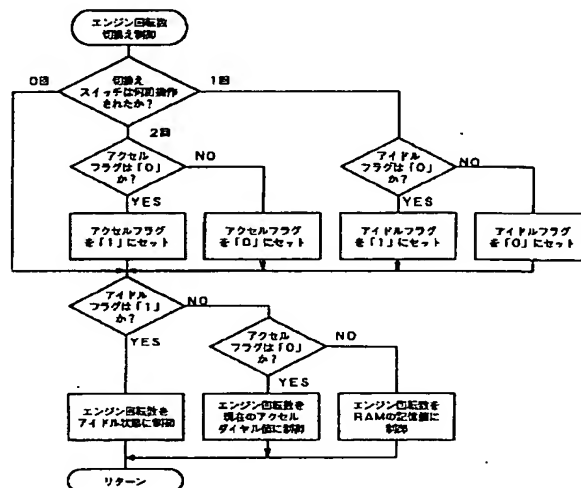 エンジン回転数
切換え制御
0回
切換え
スイッチは何回操作
されたか?
1回
2回
アクセル
フラグは「0」
か?
NO
YES
アイドル
フラグは「0」
か?
NO
YES
アクセルフラグ
を「1」にセット
アクセルフラグ
を「0」にセット
アイドルフラグ
を「1」にセット
アイドルフラグ
を「0」にセット
アイドル
フラグは「1」
か?
NO
YES
アクセル
フラグは「0」
か?
NO
YES
エンジン回転数を
アイドル状態に制御
エンジン回転数を
現在のアクセル
ダイヤル値に制御
エンジン回転数を
RAMの記憶値に
制御
リターン